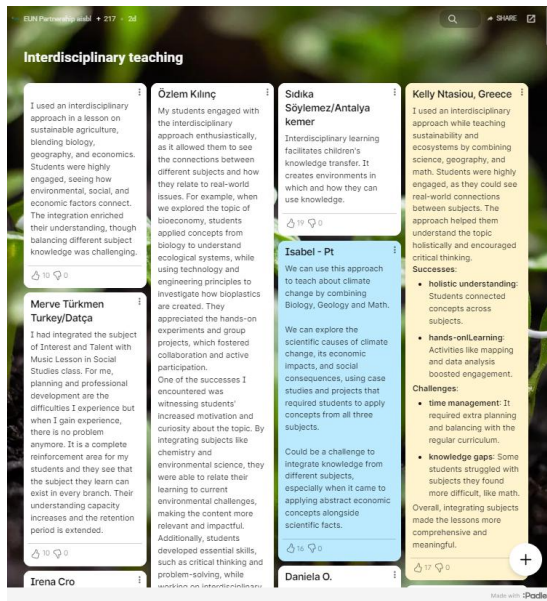 EUN Partnership aisbl + 217 • 2d
SHARE
Interdisciplinary teaching
I used an interdisciplinary
approach in a lesson on
sustainable agriculture,
blending biology,
geography, and economics.
Students were highly
engaged, seeing how
environmental, social, and
economic factors connect.
The integration enriched
their understanding, though
balancing different subject
knowledge was challenging.
10 0
Merve Türkmen
Turkey/Datça
I had integrated the subject
of Interest and Talent with
Music Lesson in Social
Studies class. For me,
planning and professional
development are the
difficulties I experience but
when I gain experience,
there is no problem
anymore. It is a complete
reinforcement area for my
students and they see that
the subject they learn can
exist in every branch. Their
understanding capacity
increases and the retention
period is extended.
10 0
Irena Cro
Özlem Kılınç
My students engaged with
the interdisciplinary
approach enthusiastically,
as it allowed them to see
the connections between
different subjects and how
they relate to real-world
issues. For example, when
we explored the topic of
bioeconomy, students
applied concepts from
biology to understand
ecological systems, while
using technology and
engineering principles to
investigate how bioplastics
are created. They
appreciated the hands-on
experiments and group
projects, which fostered
collaboration and active
participation.
One of the successes I
encountered was
witnessing students'
increased motivation and
curiosity about the topic. By
integrating subjects like
chemistry and
environmental science, they
were able to relate their
learning to current
environmental challenges,
making the content more
relevant and impactful.
Additionally, students
developed essential skills,
such as critical thinking and
problem-solving, while
working on interdisciplinary
Sıdıka
Söylemez/Antalya
kemer
Interdisciplinary learning
facilitates children's
knowledge transfer. It
creates environments in
which and how they can
use knowledge.
19 0
Isabel - Pt
We can use this approach
to teach about climate
change by combining
Biology, Geology and Math.
We can explore the
scientific causes of climate
change, its economic
impacts, and social
consequences, using case
studies and projects that
required students to apply
concepts from all three
subjects.
Could be a challenge to
integrate knowledge from
different subjects,
especially when it came to
applying abstract economic
concepts alongside
scientific facts.
16 0
Daniela O.
Kelly Ntasiou, Greece
I used an interdisciplinary
approach while teaching
sustainability and
ecosystems by combining
science, geography, and
math. Students were highly
engaged, as they could see
real-world connections
between subjects. The
approach helped them
understand the topic
holistically and encouraged
critical thinking.
Successes:
• holistic understanding:
Students connected
concepts across
subjects.
• hands-onlLearning:
Activities like mapping
and data analysis
boosted engagement.
Challenges:
• time management: It
required extra planning
and balancing with the
regular curriculum.
• knowledge gaps: Some
students struggled with
subjects they found
more difficult, like math.
Overall, integrating subjects
made the lessons more
comprehensive and
meaningful.
17 0
Made with :Padle